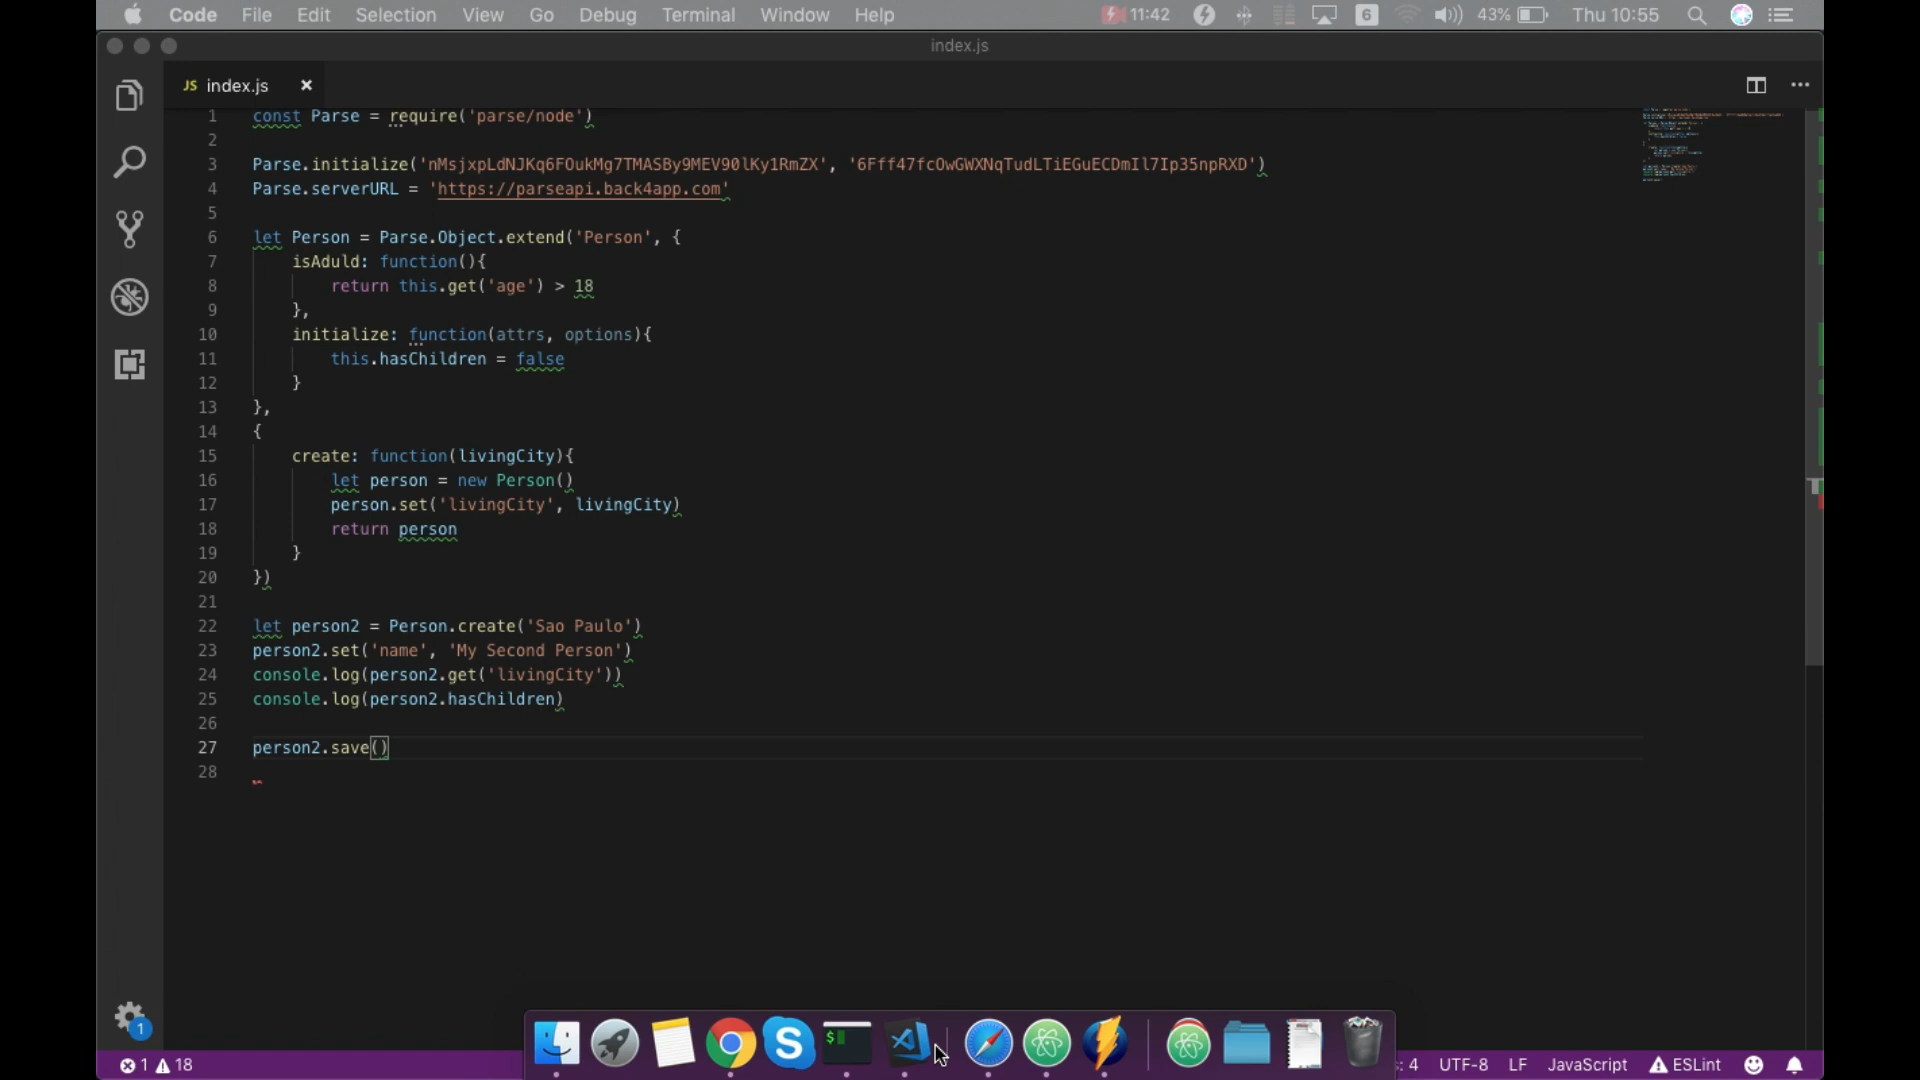 Code File Edit Selection View Go Debug Terminal Window Help 11:42 6 43% Thu 10:55
index.js
JS index.js
1 const Parse = require('parse/node')
2
3 Parse.initialize('nMsjxpLdNJKq6FOukMg7TMASBy9MEV90lKy1RmZX', '6Fff47fcOwGWXNqTudLTiEGuECDmIl7Ip35npRXD')
4 Parse.serverURL = 'https://parseapi.back4app.com'
5
6 let Person = Parse.Object.extend('Person', {
7 isAduld: function(){
8 return this.get('age') > 18
9 },
10 initialize: function(attrs, options){
11 this.hasChildren = false
12 }
13 },
14 {
15 create: function(livingCity){
16 let person = new Person()
17 person.set('livingCity', livingCity)
18 return person
19 }
20 })
21
22 let person2 = Person.create('Sao Paulo')
23 person2.set('name', 'My Second Person')
24 console.log(person2.get('livingCity'))
25 console.log(person2.hasChildren)
26
27 person2.save()
28
1
1 18
: 4 UTF-8 LF JavaScript ESLint